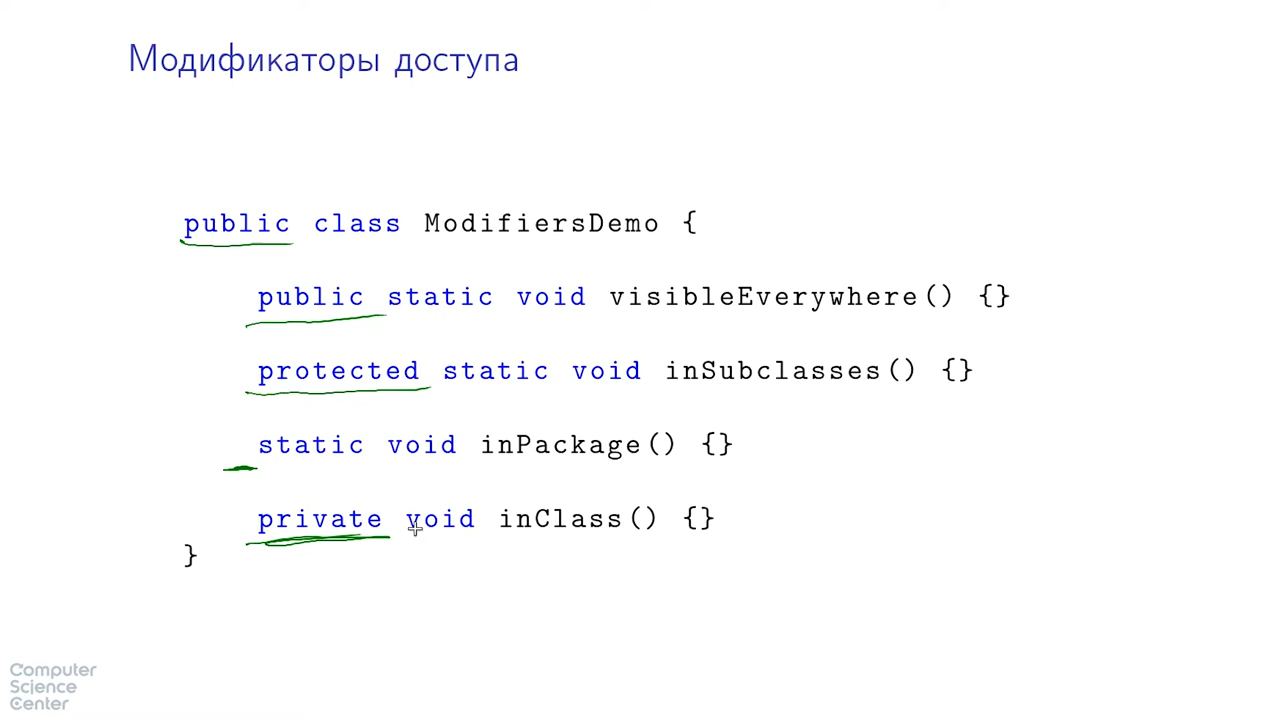 Модификаторы доступа
public class ModifiersDemo {
public static void visibleEverywhere() {}
protected static void inSubclasses() {}
static void inPackage() {}
private void inClass() {}
}
Computer
Science
Center